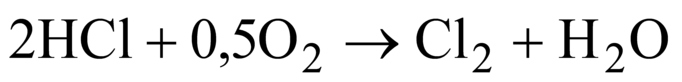 2HCl + 0,5O₂ → Cl₂ + H₂O